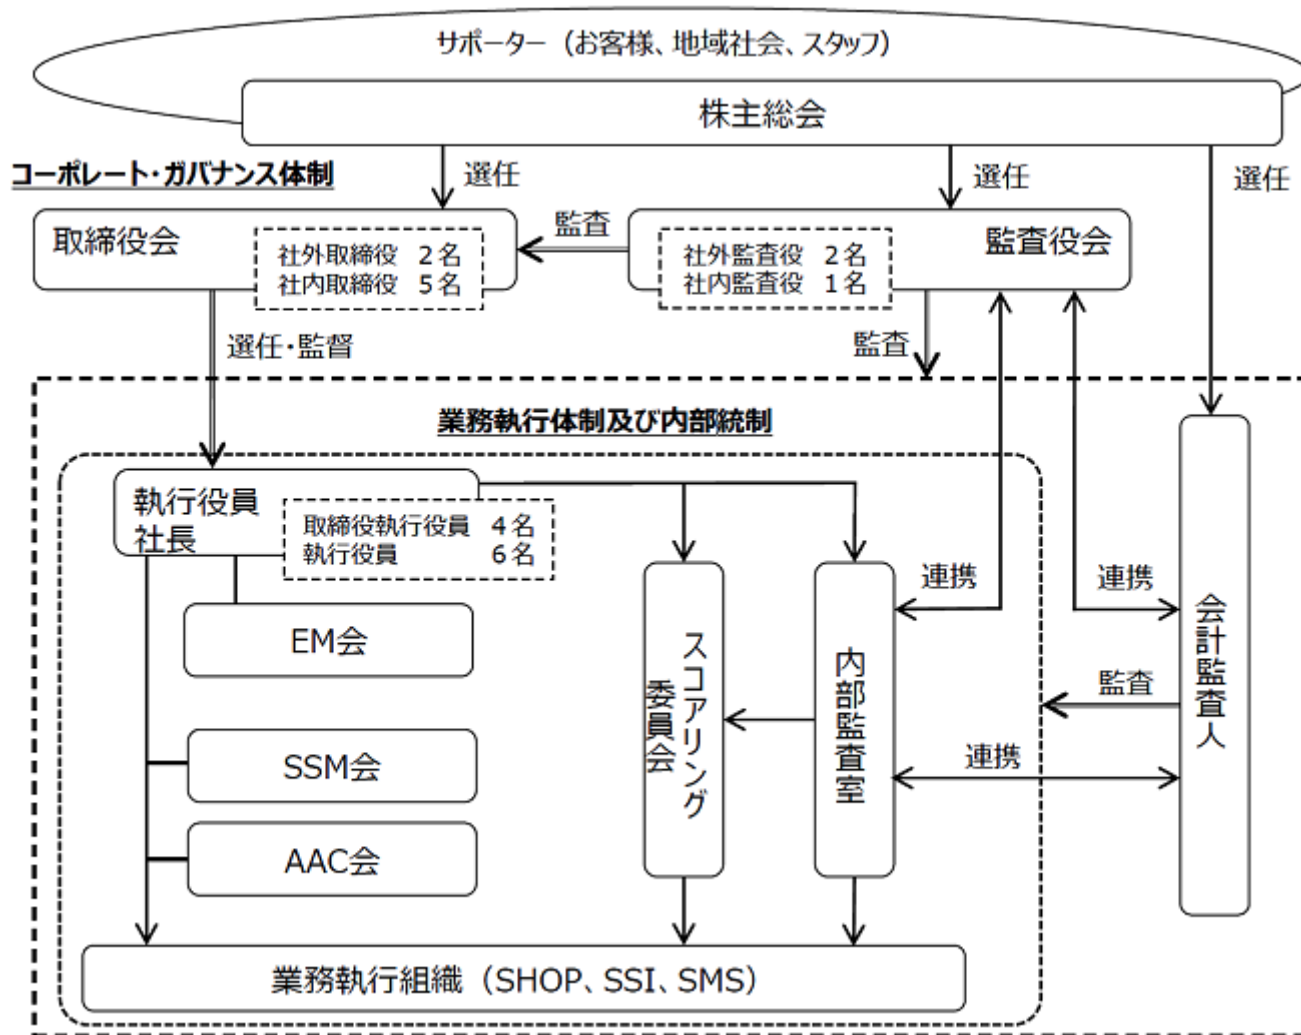 サポーター（お客様、地域社会、スタッフ）
株主総会
コーポレート・ガバナンス体制
選任
選任
選任
取締役会
社外取締役 2名
社内取締役 5名
監査
社外監査役 2名
社内監査役 1名
監査役会
選任・監督
監査
業務執行体制及び内部統制
執行役員
社長
取締役執行役員 4名
執行役員 6名
EM会
SSM会
AAC会
スコアリング
委員会
内部監査室
連携
連携
監査
連携
会計監査人
業務執行組織（SHOP、SSI、SMS）